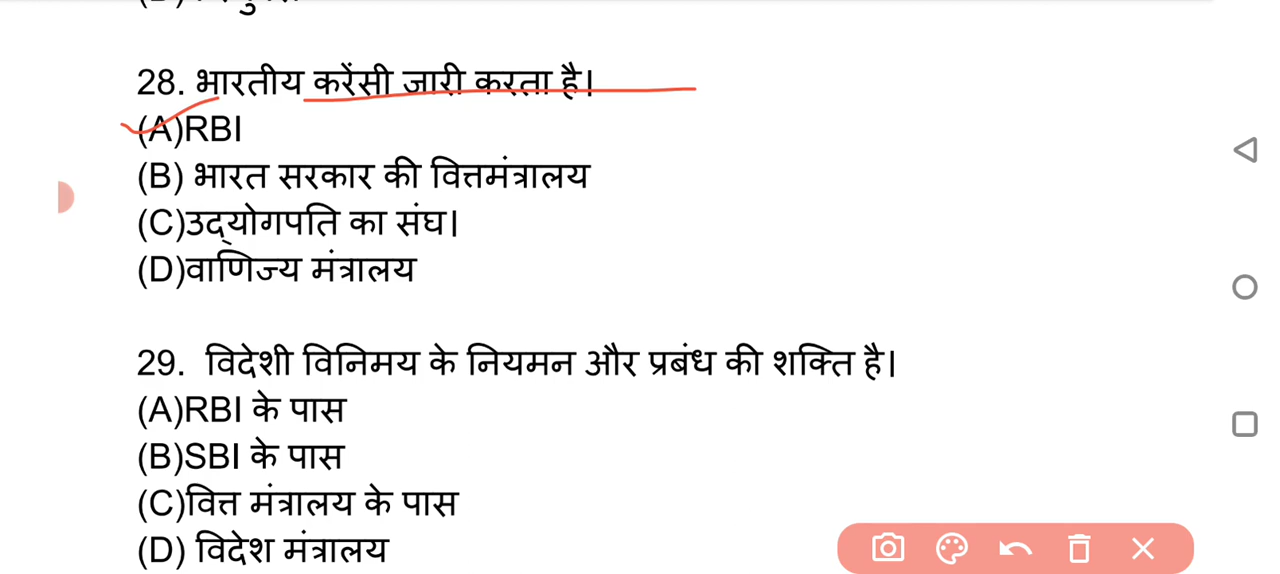 28. भारतीय करेंसी जारी करता है।
(A)RBI
(B) भारत सरकार की वित्तमंत्रालय
(C)उद्योगपति का संघ।
(D)वाणिज्य मंत्रालय
29. विदेशी विनिमय के नियमन और प्रबंध की शक्ति है।
(A)RBI के पास
(B)SBI के पास
(C)वित्त मंत्रालय के पास
(D) विदेश मंत्रालय